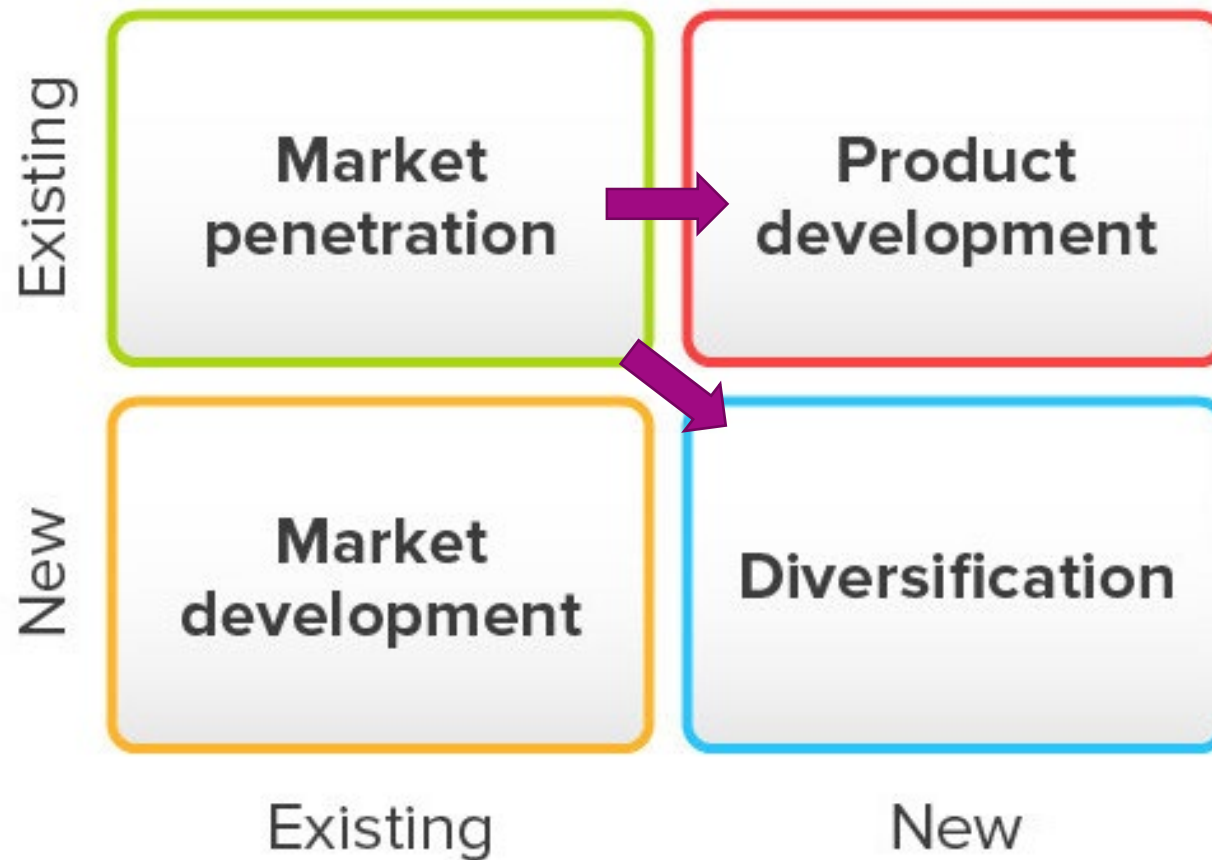 Existing
Market
penetration
Product
development
New
Market
development
Diversification
Existing
New